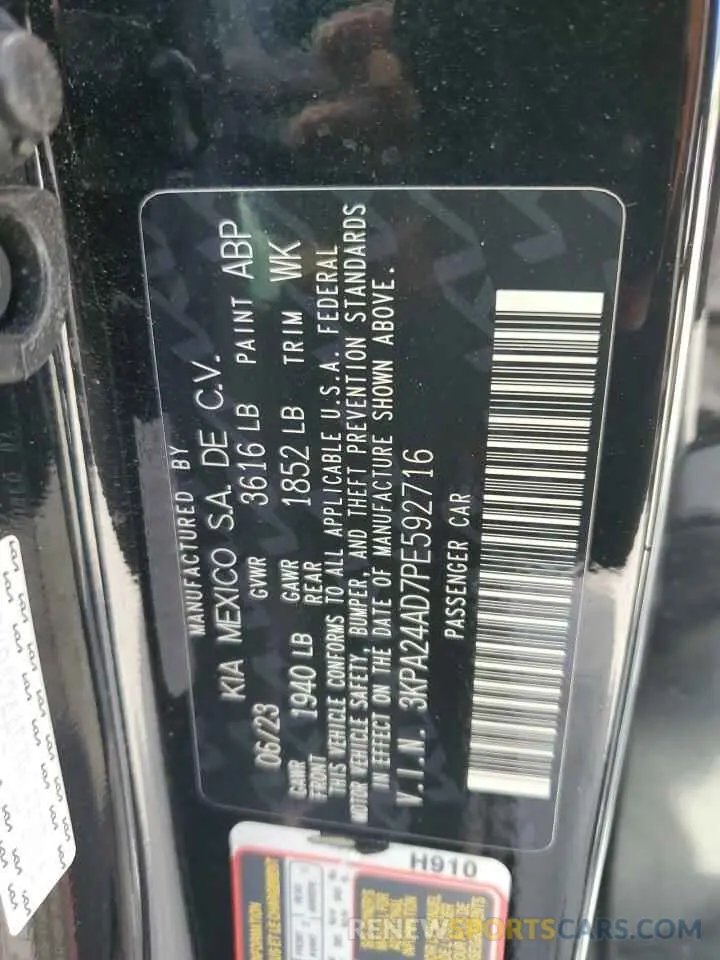 MANUFACTURED BY
KIA MEXICO S.A. DE C.V.
06/23 GVWR 3616 LB PAINT ABP
GAWR FRONT 1940 LB GAWR REAR 1852 LB TRIM WK
THIS VEHICLE CONFORMS TO ALL APPLICABLE U.S.A. FEDERAL
MOTOR VEHICLE SAFETY, BUMPER, AND THEFT PREVENTION STANDARDS
IN EFFECT ON THE DATE OF MANUFACTURE SHOWN ABOVE.
V.I.N. 3KPA24AD7PE592716
PASSENGER CAR
H910
RENEWSPORTSCARS.COM